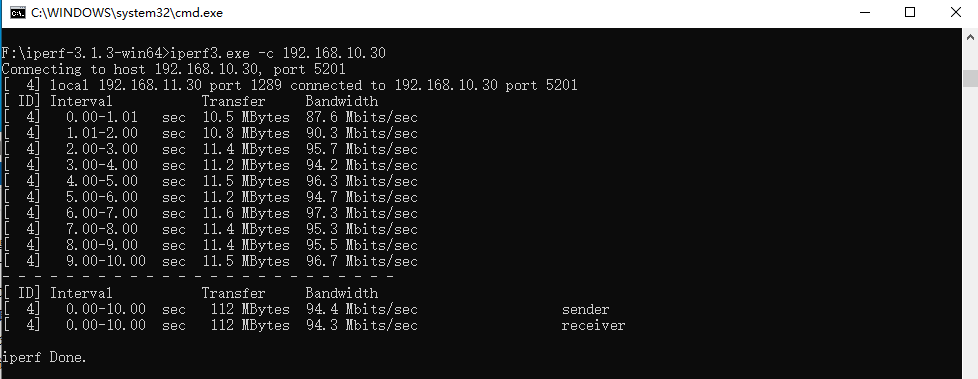 C:\WINDOWS\system32\cmd.exe
F:\iperf-3.1.3-win64>iperf3.exe -c 192.168.10.30
Connecting to host 192.168.10.30, port 5201
[  4] local 192.168.11.30 port 1289 connected to 192.168.10.30 port 5201
[ ID] Interval           Transfer     Bandwidth
[  4]   0.00-1.01   sec  10.5 MBytes  87.6 Mbits/sec
[  4]   1.01-2.00   sec  10.8 MBytes  90.3 Mbits/sec
[  4]   2.00-3.00   sec  11.4 MBytes  95.7 Mbits/sec
[  4]   3.00-4.00   sec  11.2 MBytes  94.2 Mbits/sec
[  4]   4.00-5.00   sec  11.5 MBytes  96.3 Mbits/sec
[  4]   5.00-6.00   sec  11.2 MBytes  94.7 Mbits/sec
[  4]   6.00-7.00   sec  11.6 MBytes  97.3 Mbits/sec
[  4]   7.00-8.00   sec  11.4 MBytes  95.3 Mbits/sec
[  4]   8.00-9.00   sec  11.4 MBytes  95.5 Mbits/sec
[  4]   9.00-10.00  sec  11.5 MBytes  96.7 Mbits/sec
- - - - - - - - - - - - - - - - - - - - - - - - -
[ ID] Interval           Transfer     Bandwidth
[  4]   0.00-10.00  sec   112 MBytes  94.4 Mbits/sec                  sender
[  4]   0.00-10.00  sec   112 MBytes  94.3 Mbits/sec                  receiver
iperf Done.